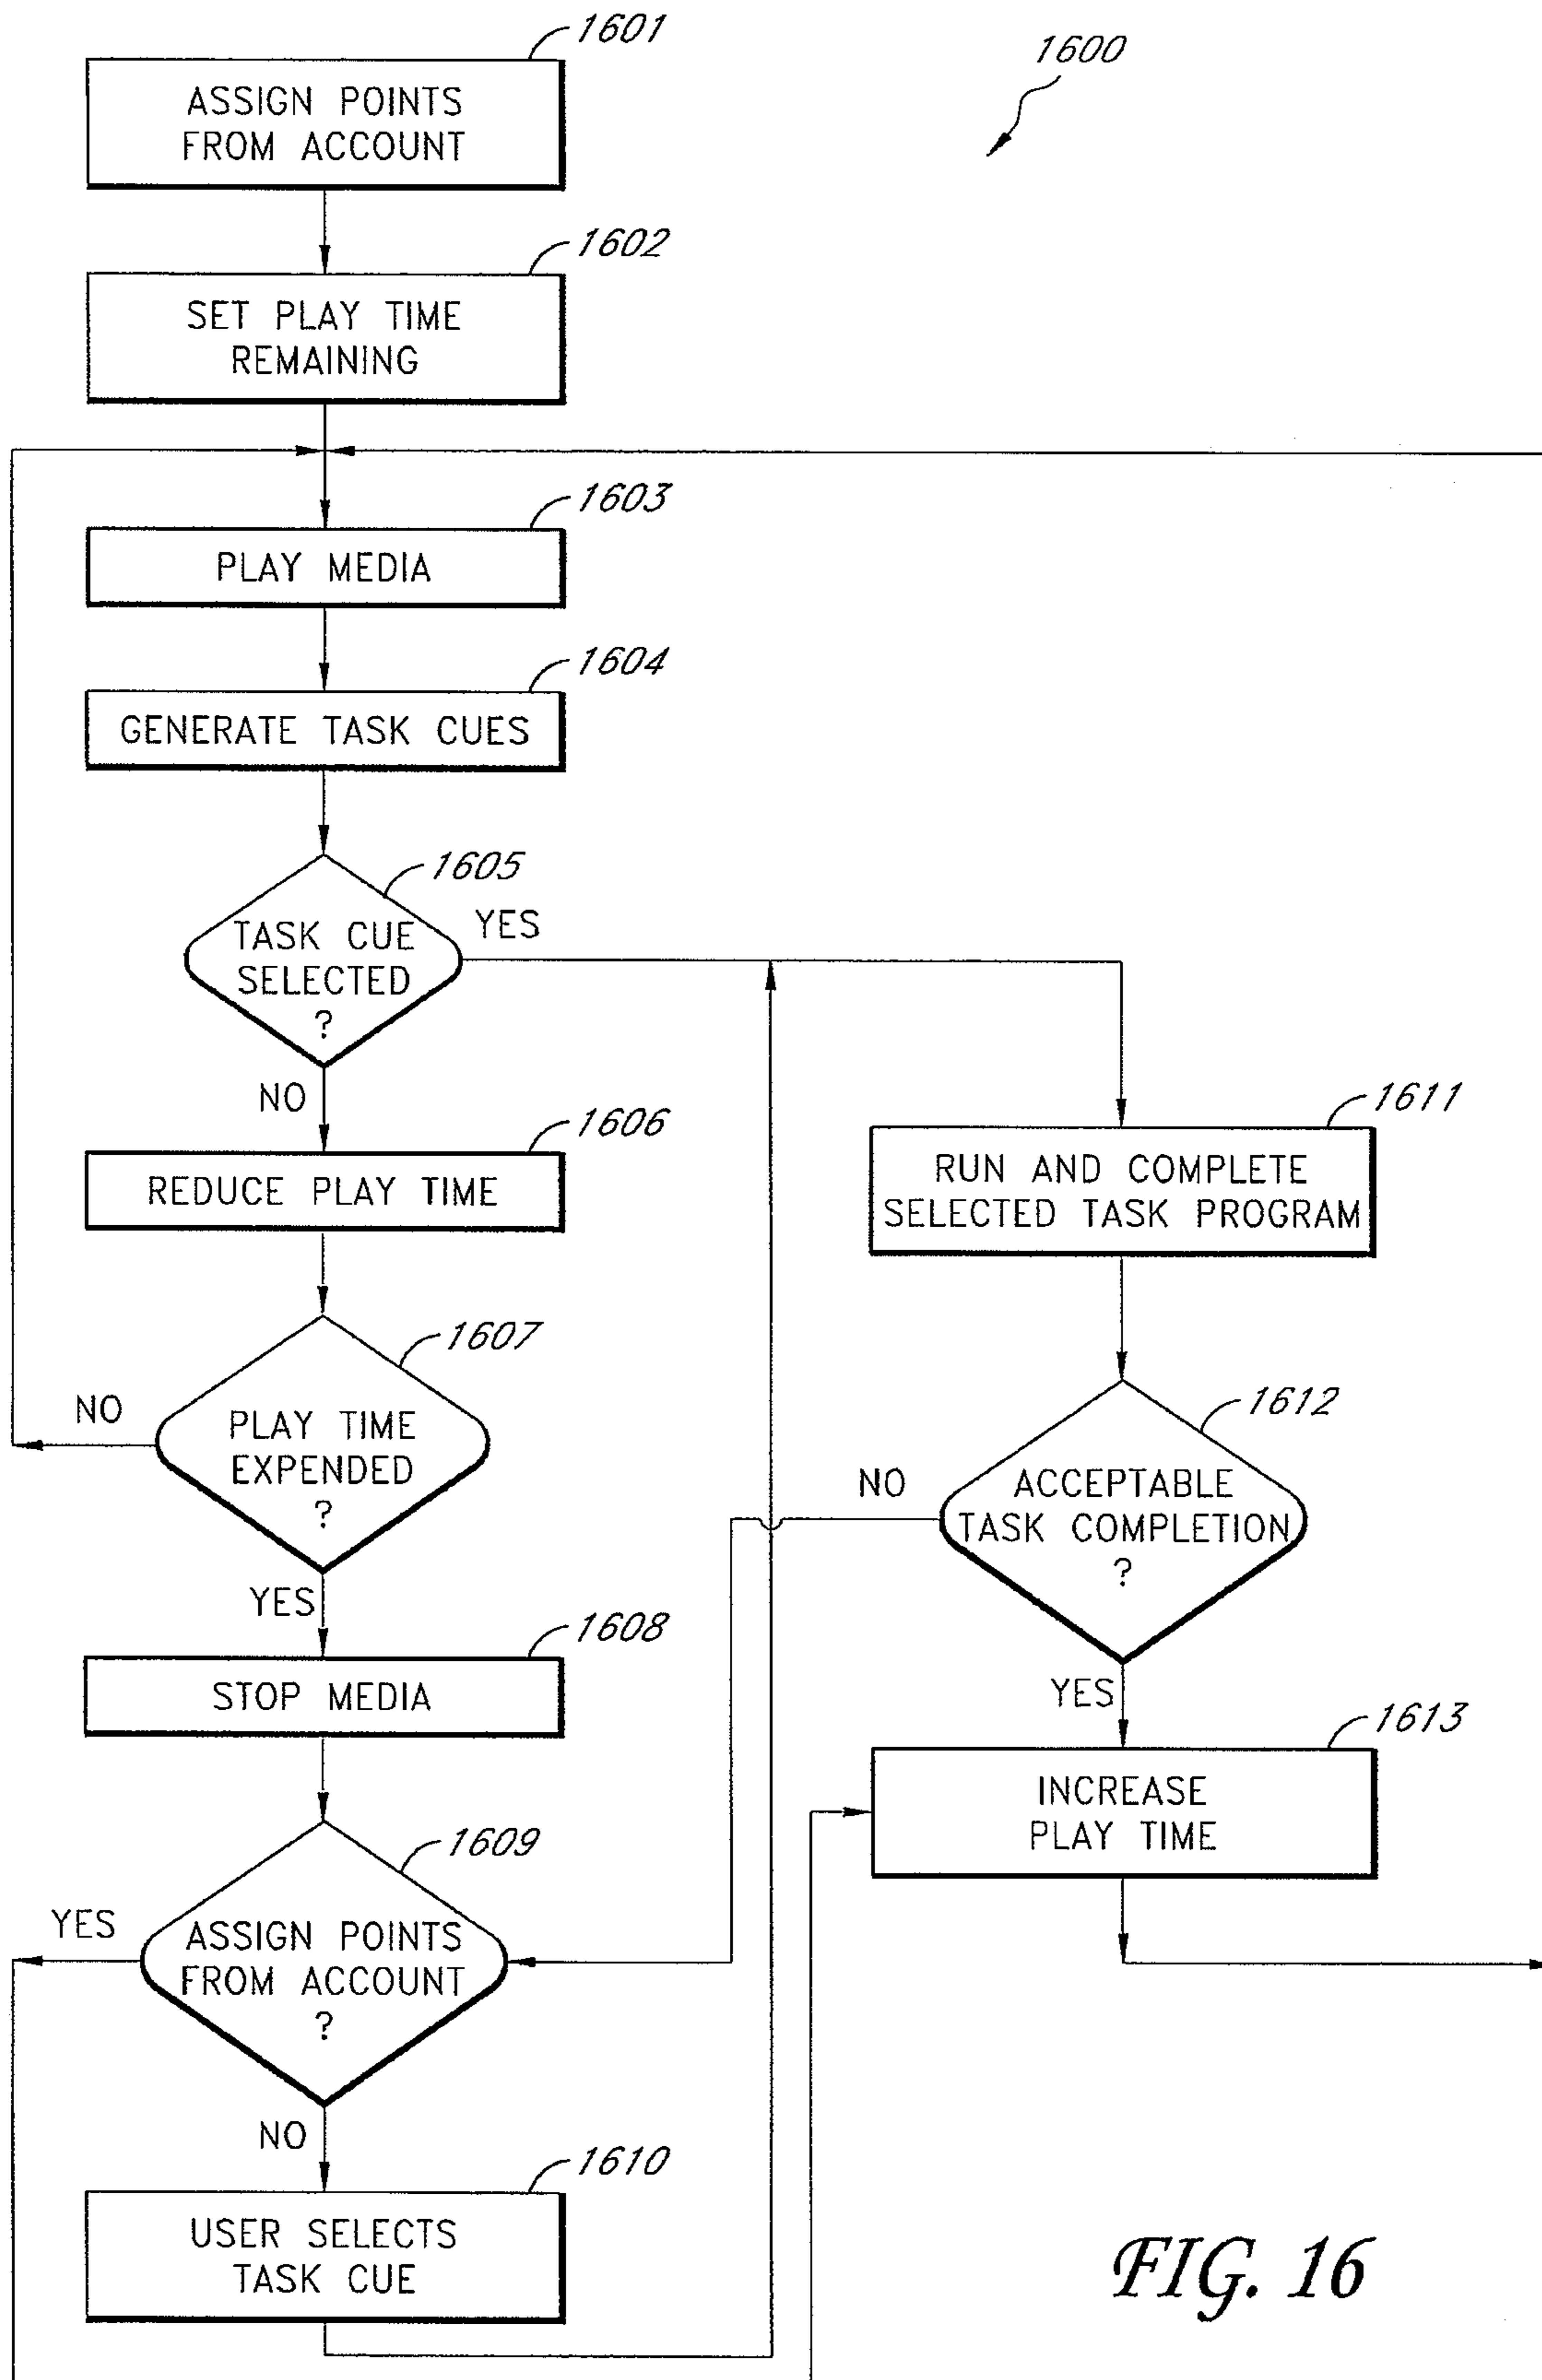 1601
ASSIGN POINTS
FROM ACCOUNT
1600
1602
SET PLAY TIME
REMAINING
1603
PLAY MEDIA
1604
GENERATE TASK CUES
1605
TASK CUE
SELECTED
?
YES
NO
1606
REDUCE PLAY TIME
1607
PLAY TIME
EXPENDED
?
NO
YES
1608
STOP MEDIA
1609
ASSIGN POINTS
FROM ACCOUNT
?
YES
NO
1610
USER SELECTS
TASK CUE
1611
RUN AND COMPLETE
SELECTED TASK PROGRAM
1612
ACCEPTABLE
TASK COMPLETION
?
NO
YES
1613
INCREASE
PLAY TIME
FIG. 16